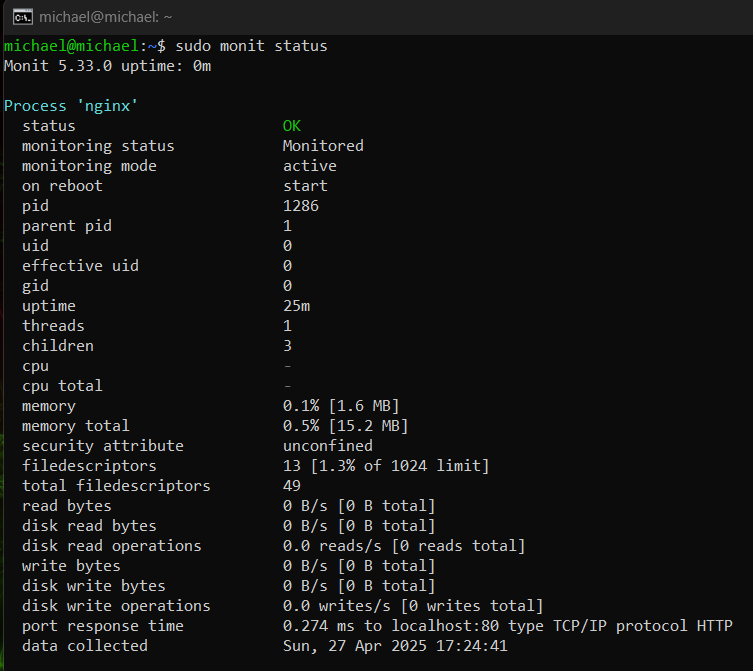 michael@michael: ~
michael@michael:~$ sudo monit status
Monit 5.33.0 uptime: 0m
Process 'nginx'
status OK
monitoring status Monitored
monitoring mode active
on reboot start
pid 1286
parent pid 1
uid 0
effective uid 0
gid 0
uptime 25m
threads 1
children 3
cpu -
cpu total -
memory 0.1% [1.6 MB]
memory total 0.5% [15.2 MB]
security attribute unconfined
filedescriptors 13 [1.3% of 1024 limit]
total filedescriptors 49
read bytes 0 B/s [0 B total]
disk read bytes 0 B/s [0 B total]
disk read operations 0.0 reads/s [0 reads total]
write bytes 0 B/s [0 B total]
disk write bytes 0 B/s [0 B total]
disk write operations 0.0 writes/s [0 writes total]
port response time 0.274 ms to localhost:80 type TCP/IP protocol HTTP
data collected Sun, 27 Apr 2025 17:24:41